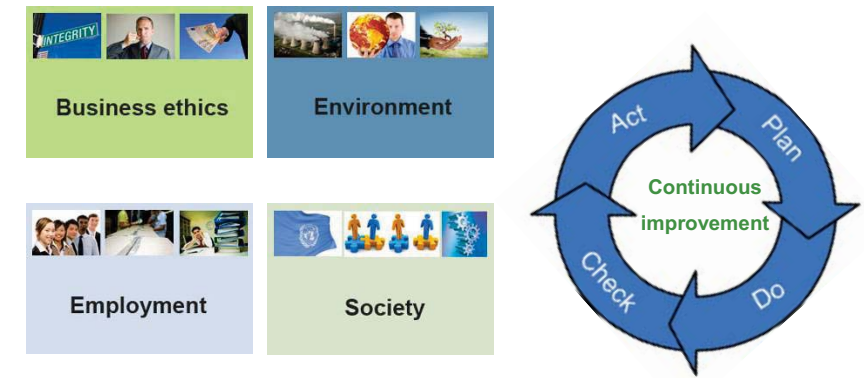 INTEGRITY
Business ethics
Environment
Employment
Society
Act
Plan
Continuous
improvement
Check
Do